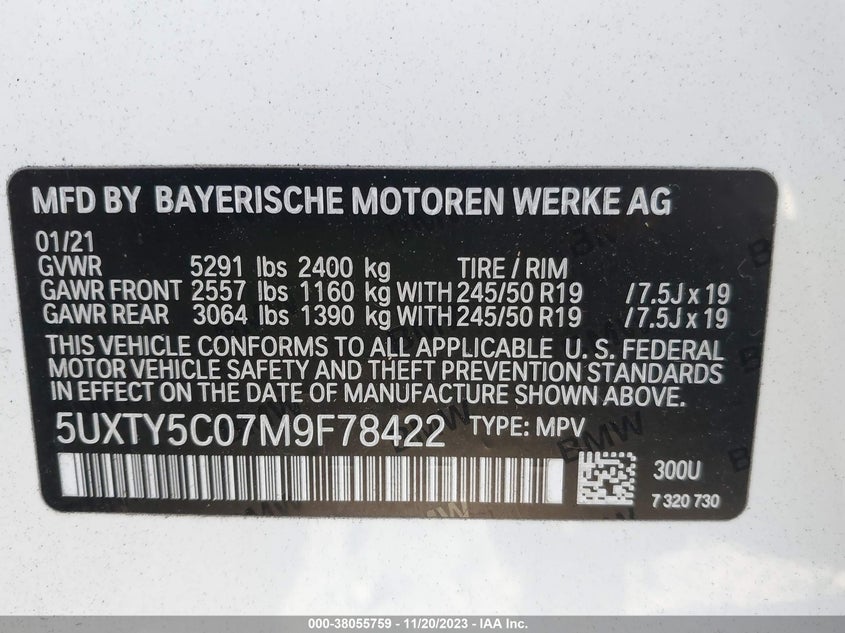 MFD BY BAYERISCHE MOTOREN WERKE AG
01/21
GVWR 5291 lbs 2400 kg TIRE / RIM
GAWR FRONT 2557 lbs 1160 kg WITH 245/50 R19 / 7.5J x 19
GAWR REAR 3064 lbs 1390 kg WITH 245/50 R19 / 7.5J x 19
THIS VEHICLE CONFORMS TO ALL APPLICABLE U. S. FEDERAL
MOTOR VEHICLE SAFETY AND THEFT PREVENTION STANDARDS
IN EFFECT ON THE DATE OF MANUFACTURE SHOWN ABOVE.
5UXTY5C07M9F78422 TYPE: MPV
300U
7 320 730
BMW
000-38055759 - 11/20/2023 - IAA Inc.